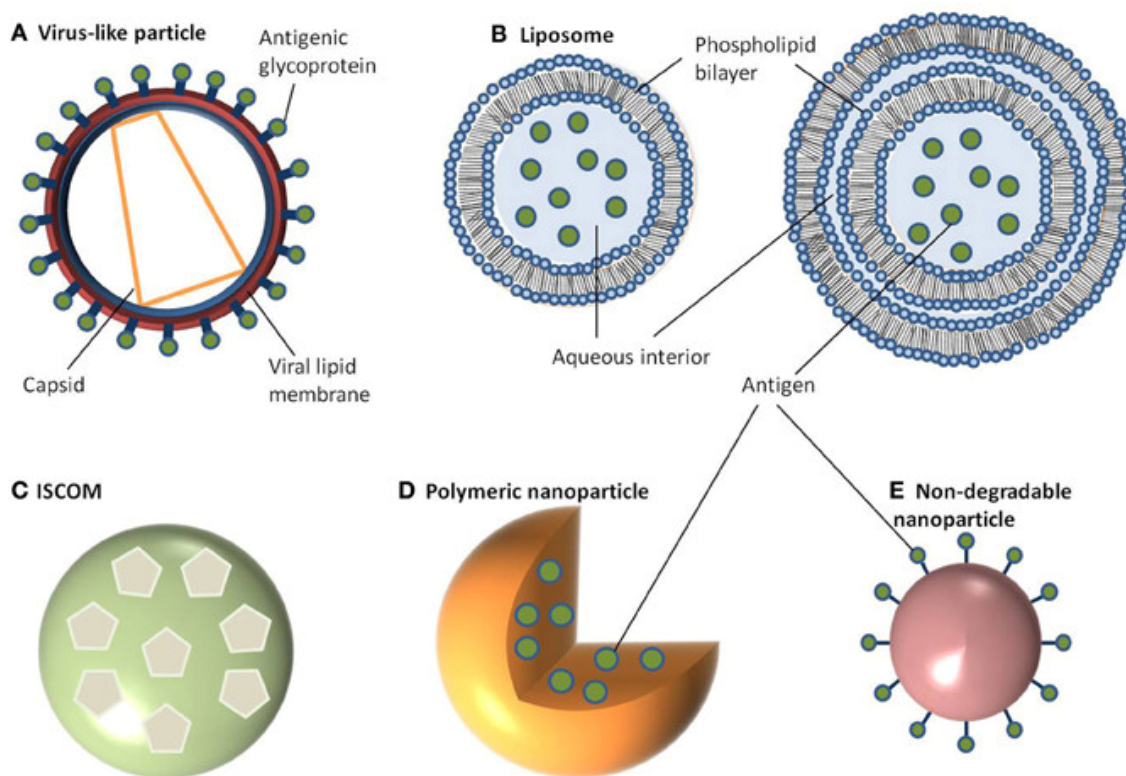 A Virus-like particle
Antigenic
glycoprotein
Capsid
Viral lipid
membrane
B Liposome
Phospholipid
bilayer
Aqueous interior
Antigen
C ISCOM
D Polymeric nanoparticle
E Non-degradable
nanoparticle